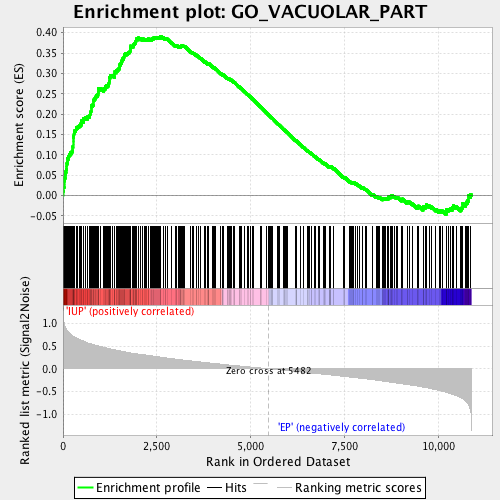 Enrichment plot: GO_VACUOLAR_PART
Enrichment score (ES)
0.40
0.35
0.30
0.25
0.20
0.15
0.10
0.05
0.00
-0.05
Ranked list metric (Signal2Noise)
1.0
0.5
0.0
-0.5
-1.0
'IUP' (positively correlated)
Zero cross at 5482
'EP' (negatively correlated)
0
2,500
5,000
7,500
10,000
Rank in Ordered Dataset
Enrichment profile
Hits
Ranking metric scores